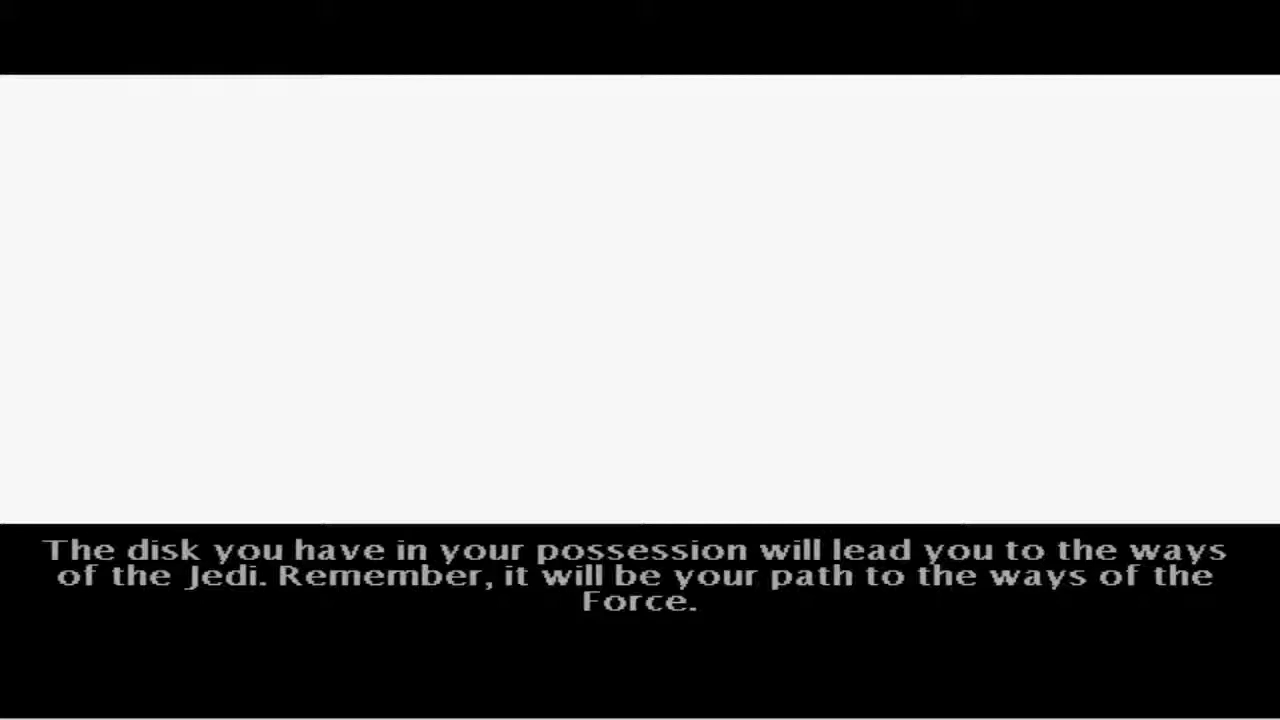 The disk you have in your possession will lead you to the ways
of the Jedi. Remember, it will be your path to the ways of the
Force.